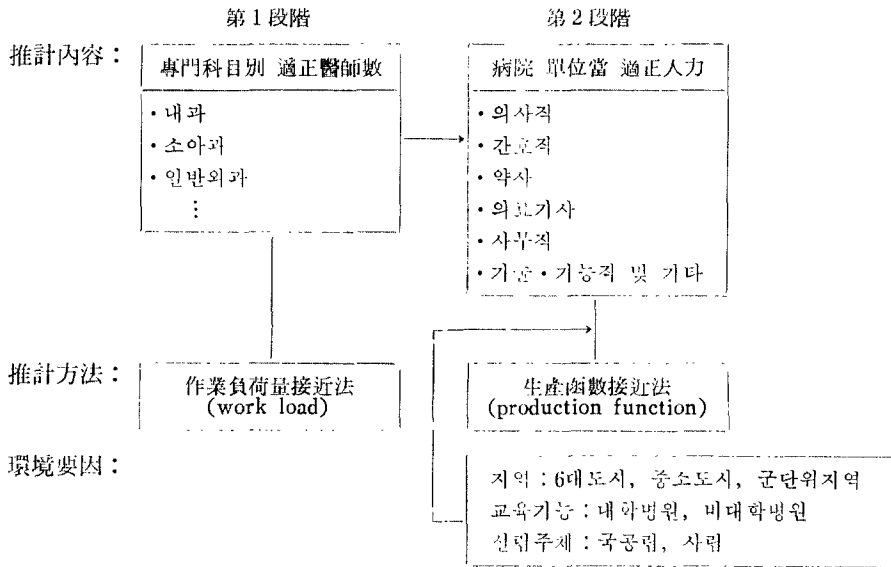 第1段階 第2段階
推計內容：
專門科目別 適正醫師數
・내과
・소아과
・일반외과
⋮
病院 單位當 適正人力
・의사직
・간호직
・약사
・의료기사
・사무직
・기술・기능직 및 기타
推計方法：
作業負荷量接近法
(work load)
生產函數接近法
(production function)
環境要因：
지역：6대도시, 중소도시, 군단위지역
교육기능：대학병원, 비대학병원
설립주체：국공립, 사립